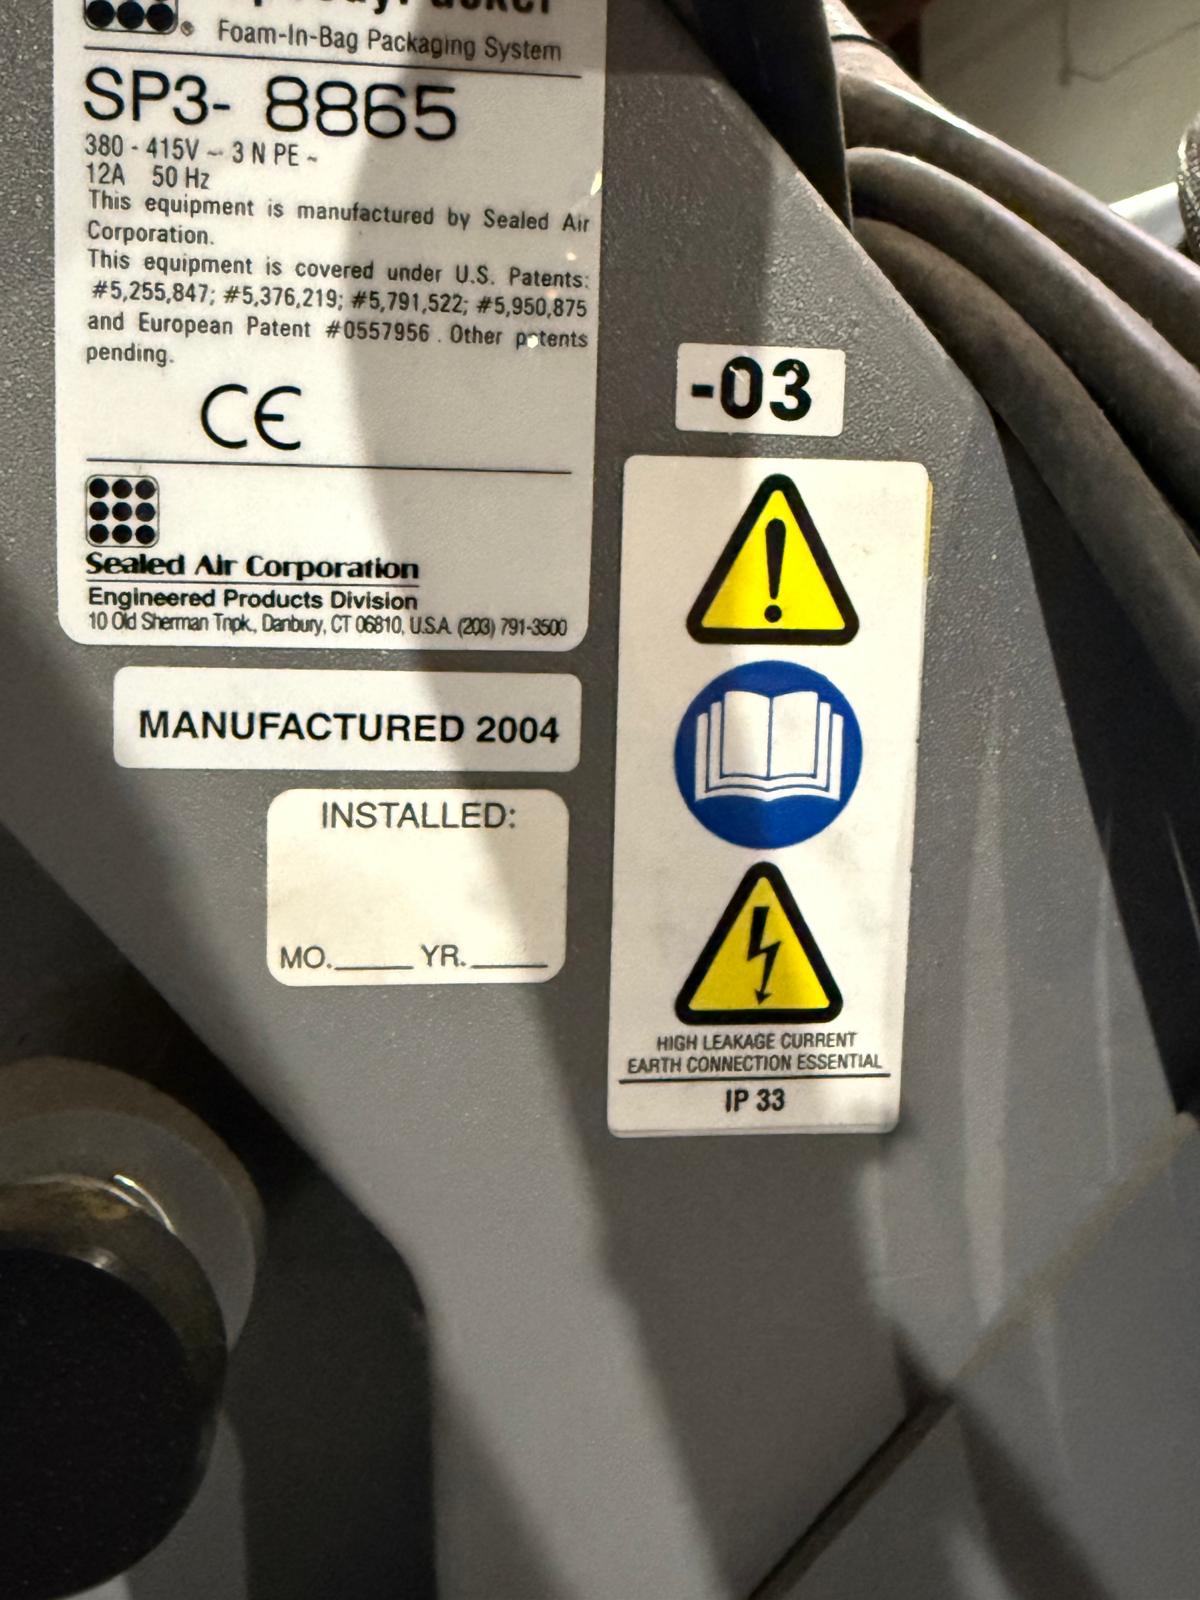 Foam-In-Bag Packaging System
SP3- 8865
380 - 415V ~ 3 N PE ~
12A 50 Hz
This equipment is manufactured by Sealed Air
Corporation.
This equipment is covered under U.S. Patents:
#5,255,847; #5,376,219; #5,791,522; #5,950,875
and European Patent #0557956 . Other patents
pending.
CE
Sealed Air Corporation
Engineered Products Division
10 Old Sherman Tnpk., Danbury, CT 06810, U.S.A. (203) 791-3500
MANUFACTURED 2004
INSTALLED:
MO.____ YR.____
-03
HIGH LEAKAGE CURRENT
EARTH CONNECTION ESSENTIAL
IP 33